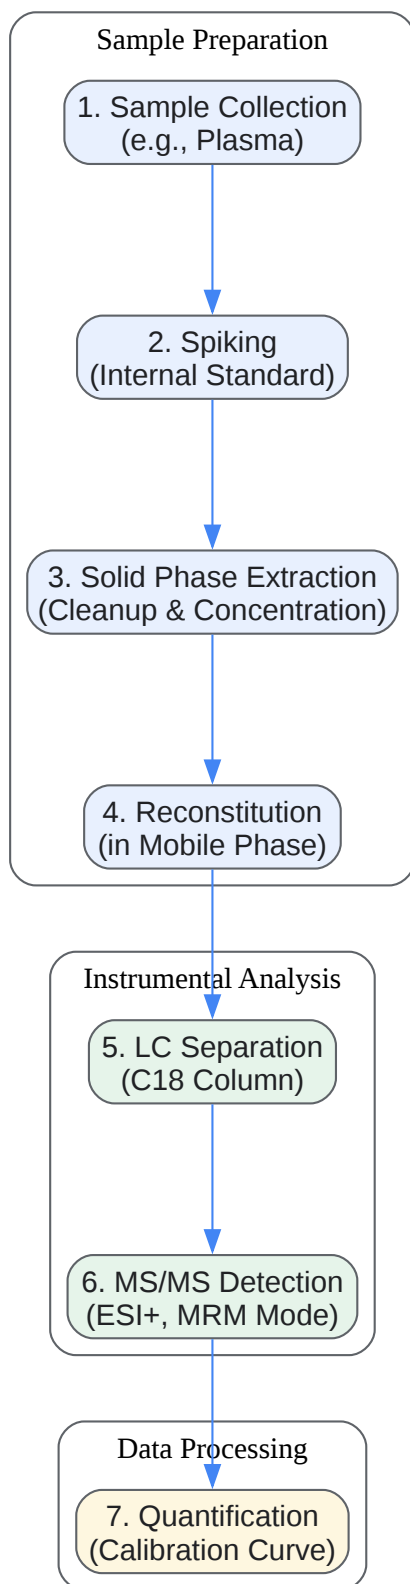 Sample Preparation
1. Sample Collection
(e.g., Plasma)
2. Spiking
(Internal Standard)
3. Solid Phase Extraction
(Cleanup & Concentration)
4. Reconstitution
(in Mobile Phase)
Instrumental Analysis
5. LC Separation
(C18 Column)
6. MS/MS Detection
(ESI+, MRM Mode)
Data Processing
7. Quantification
(Calibration Curve)